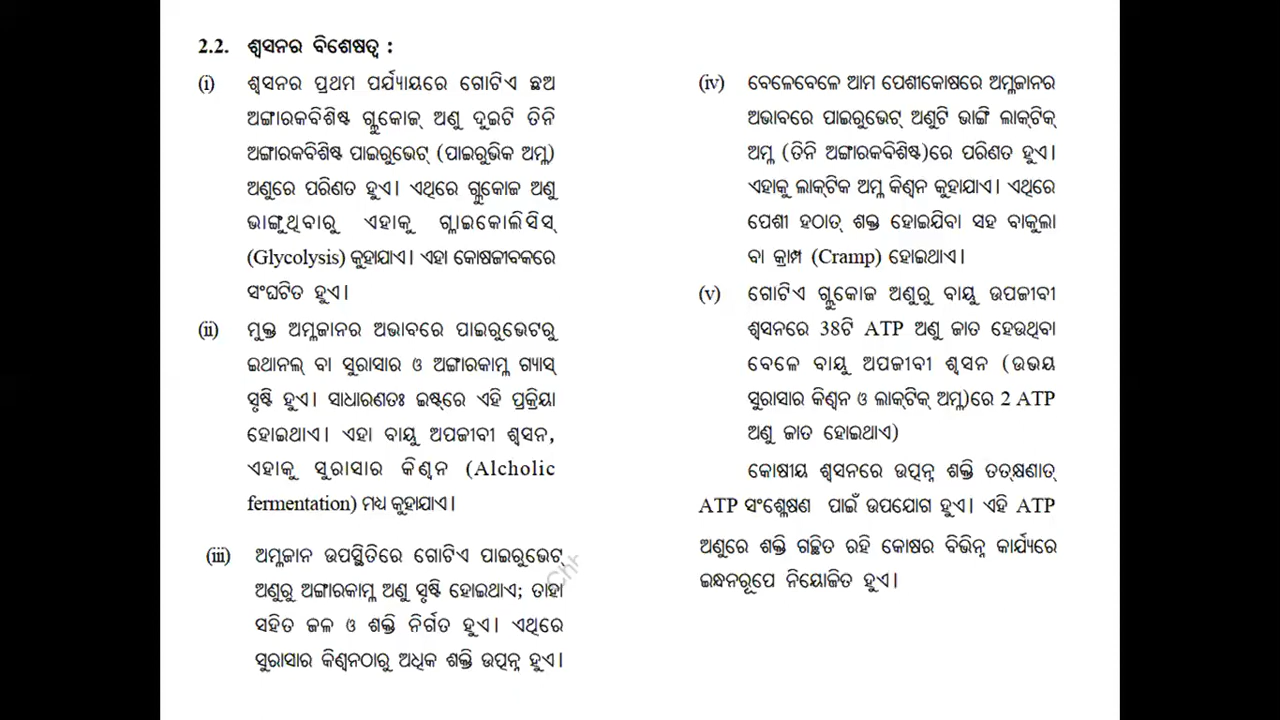 2.2. ଶ୍ୱସନର ବିଶେଷତ୍ୱ :
(i) ଶ୍ୱସନର ପ୍ରଥମ ପର୍ଯ୍ୟାୟରେ ଗୋଟିଏ ଛଅ
ଅଙ୍ଗାରକବିଶିଷ୍ଟ ଗ୍ଲୁକୋଜ୍ ଅଣୁ ଦୁଇଟି ତିନି
ଅଙ୍ଗାରକବିଶିଷ୍ଟ ପାଇରୁଭେଟ୍ (ପାଇରୁଭିକ ଅମ୍ଳ)
ଅଣୁରେ ପରିଣତ ହୁଏ। ଏଥିରେ ଗ୍ଲୁକୋଜ ଅଣୁ
ଭାଙ୍ଗୁଥିବାରୁ ଏହାକୁ ଗ୍ଲାଇକୋଲିସିସ୍
(Glycolysis) କୁହାଯାଏ। ଏହା କୋଷଜୀବକରେ
ସଂଘଟିତ ହୁଏ।
(ii) ମୁକ୍ତ ଅମ୍ଳଜାନର ଅଭାବରେ ପାଇରୁଭେଟରୁ
ଇଥାନଲ୍ ବା ସୁରାସାର ଓ ଅଙ୍ଗାରକାମ୍ଳ ଗ୍ୟାସ୍
ସୃଷ୍ଟି ହୁଏ। ସାଧାରଣତଃ ଇଷ୍ଟରେ ଏହି ପ୍ରକ୍ରିୟା
ହୋଇଥାଏ। ଏହା ବାୟୁ ଅପଜୀବୀ ଶ୍ୱସନ,
ଏହାକୁ ସୁରାସାର କିଣ୍ୱନ (Alcholic
fermentation) ମଧ୍ୟ କୁହାଯାଏ।
(iii) ଅମ୍ଳଜାନ ଉପସ୍ଥିତିରେ ଗୋଟିଏ ପାଇରୁଭେଟ୍
ଅଣୁରୁ ଅଙ୍ଗାରକାମ୍ଳ ଅଣୁ ସୃଷ୍ଟି ହୋଇଥାଏ; ତାହା
ସହିତ ଜଳ ଓ ଶକ୍ତି ନିର୍ଗତ ହୁଏ। ଏଥିରେ
ସୁରାସାର କିଣ୍ୱନଠାରୁ ଅଧିକ ଶକ୍ତି ଉତ୍ପନ୍ନ ହୁଏ।
(iv) ବେଳେବେଳେ ଆମ ପେଶୀକୋଷରେ ଅମ୍ଳଜାନର
ଅଭାବରେ ପାଇରୁଭେଟ୍ ଅଣୁଟି ଭାଙ୍ଗି ଲାକ୍‌ଟିକ୍
ଅମ୍ଳ (ତିନି ଅଙ୍ଗାରକବିଶିଷ୍ଟ)ରେ ପରିଣତ ହୁଏ।
ଏହାକୁ ଲାକ୍‌ଟିକ ଅମ୍ଳ କିଣ୍ୱନ କୁହାଯାଏ। ଏଥିରେ
ପେଶୀ ହଠାତ୍ ଶକ୍ତ ହୋଇଯିବା ସହ ବାକୁଲା
ବା କ୍ରାମ୍ପ (Cramp) ହୋଇଥାଏ।
(v) ଗୋଟିଏ ଗ୍ଲୁକୋଜ ଅଣୁରୁ ବାୟୁ ଉପଜୀବୀ
ଶ୍ୱସନରେ 38ଟି ATP ଅଣୁ ଜାତ ହେଉଥିବା
ବେଳେ ବାୟୁ ଅପଜୀବୀ ଶ୍ୱସନ (ଉଭୟ
ସୁରାସାର କିଣ୍ୱନ ଓ ଲାକ୍‌ଟିକ୍ ଅମ୍ଳ)ରେ 2 ATP
ଅଣୁ ଜାତ ହୋଇଥାଏ)
କୋଷୀୟ ଶ୍ୱସନରେ ଉତ୍ପନ୍ନ ଶକ୍ତି ତତ୍‌କ୍ଷଣାତ୍
ATP ସଂଶ୍ଳେଷଣ ପାଇଁ ଉପଯୋଗ ହୁଏ। ଏହି ATP
ଅଣୁରେ ଶକ୍ତି ଗଚ୍ଛିତ ରହି କୋଷର ବିଭିନ୍ନ କାର୍ଯ୍ୟରେ
ଇନ୍ଧନରୂପେ ନିୟୋଜିତ ହୁଏ।